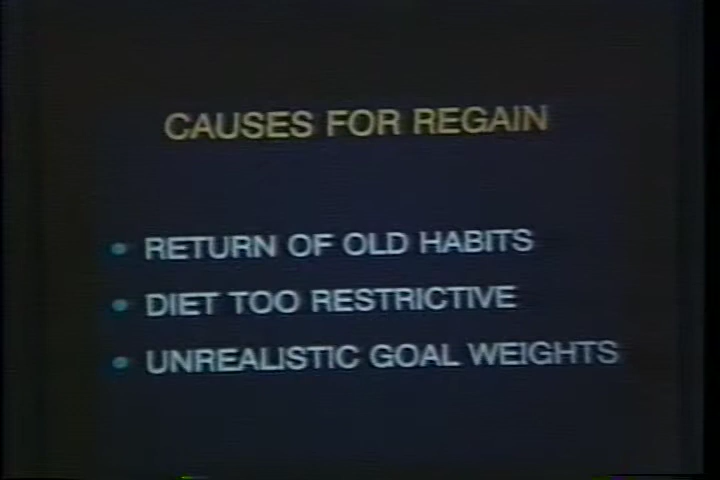 CAUSES FOR REGAIN
• RETURN OF OLD HABITS
• DIET TOO RESTRICTIVE
• UNREALISTIC GOAL WEIGHTS